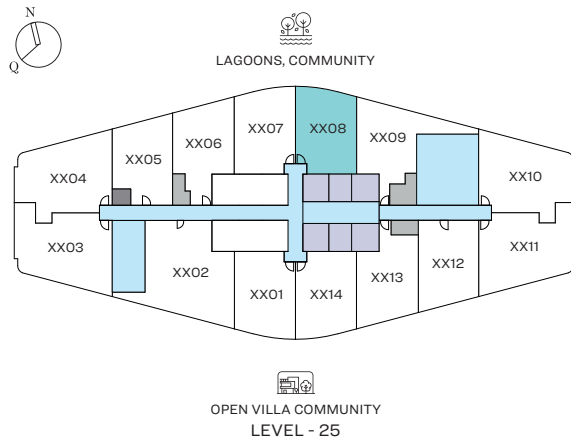 N
Q
LAGOONS, COMMUNITY
XX07
XX08
XX06
XX09
XX05
XX04
XX10
XX03
XX02
XX11
XX12
XX13
XX01
XX14
OPEN VILLA COMMUNITY
LEVEL - 25